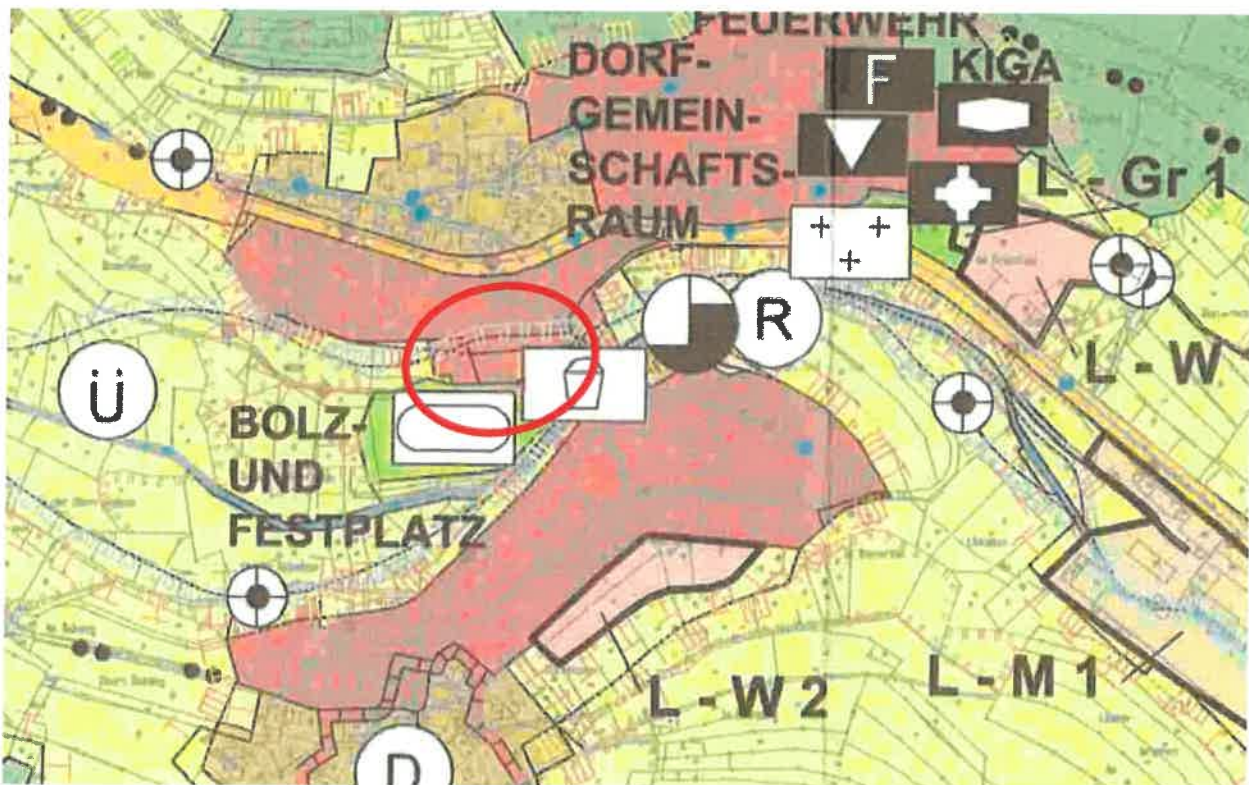 FEUERWEHR
DORF-
GEMEIN-
SCHAFTS-
RAUM
F
KIGA
L - Gr 1
R
L - W
Ü
BOLZ-
UND
FESTPLATZ
L - W 2
L - M 1
D